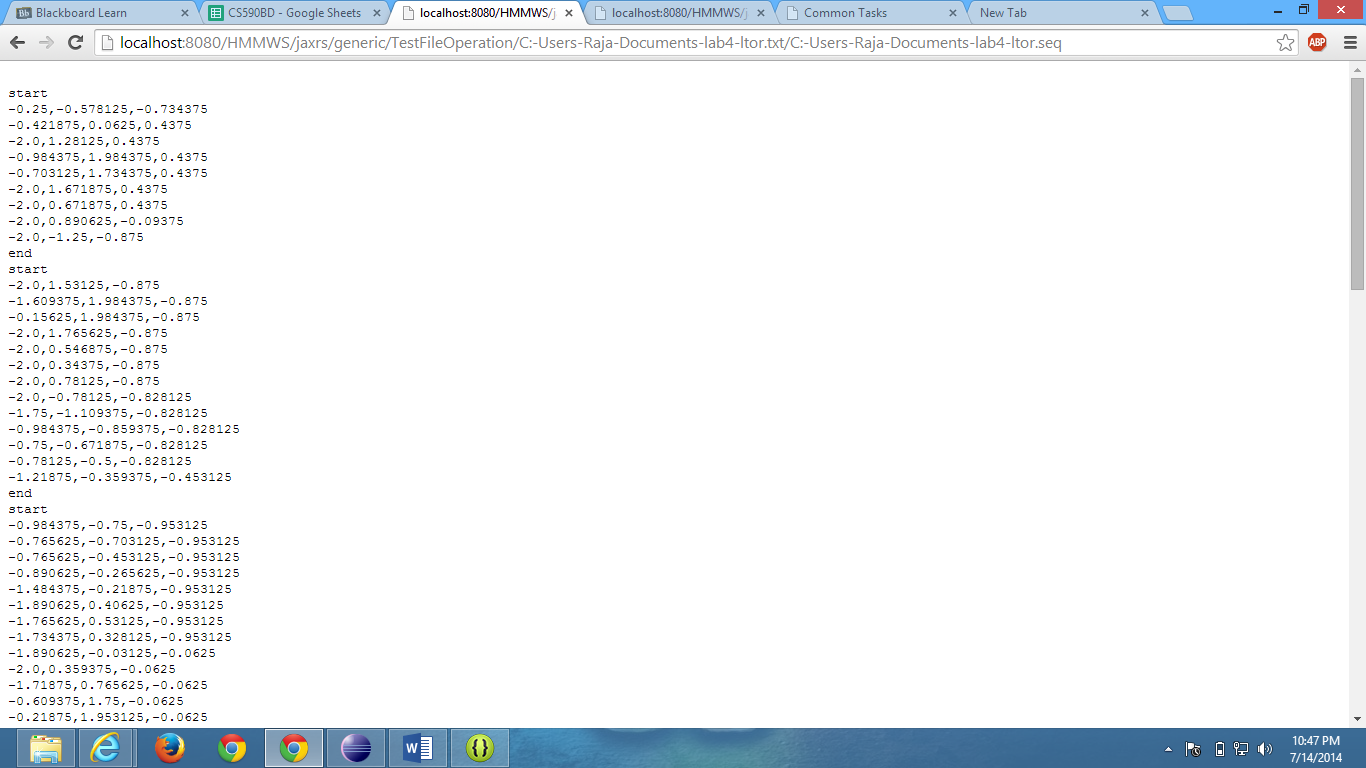 Bb Blackboard Learn
CS590BD - Google Sheets
localhost:8080/HMMWS/j
localhost:8080/HMMWS/j
Common Tasks
New Tab
localhost:8080/HMMWS/jaxrs/generic/TestFileOperation/C:-Users-Raja-Documents-lab4-ltor.txt/C:-Users-Raja-Documents-lab4-ltor.seq
ABP
start
-0.25,-0.578125,-0.734375
-0.421875,0.0625,0.4375
-2.0,1.28125,0.4375
-0.984375,1.984375,0.4375
-0.703125,1.734375,0.4375
-2.0,1.671875,0.4375
-2.0,0.671875,0.4375
-2.0,0.890625,-0.09375
-2.0,-1.25,-0.875
end
start
-2.0,1.53125,-0.875
-1.609375,1.984375,-0.875
-0.15625,1.984375,-0.875
-2.0,1.765625,-0.875
-2.0,0.546875,-0.875
-2.0,0.34375,-0.875
-2.0,0.78125,-0.875
-2.0,-0.78125,-0.828125
-1.75,-1.109375,-0.828125
-0.984375,-0.859375,-0.828125
-0.75,-0.671875,-0.828125
-0.78125,-0.5,-0.828125
-1.21875,-0.359375,-0.453125
end
start
-0.984375,-0.75,-0.953125
-0.765625,-0.703125,-0.953125
-0.765625,-0.453125,-0.953125
-0.890625,-0.265625,-0.953125
-1.484375,-0.21875,-0.953125
-1.890625,0.40625,-0.953125
-1.765625,0.53125,-0.953125
-1.734375,0.328125,-0.953125
-1.890625,-0.03125,-0.0625
-2.0,0.359375,-0.0625
-1.71875,0.765625,-0.0625
-0.609375,1.75,-0.0625
-0.21875,1.953125,-0.0625
10:47 PM
7/14/2014